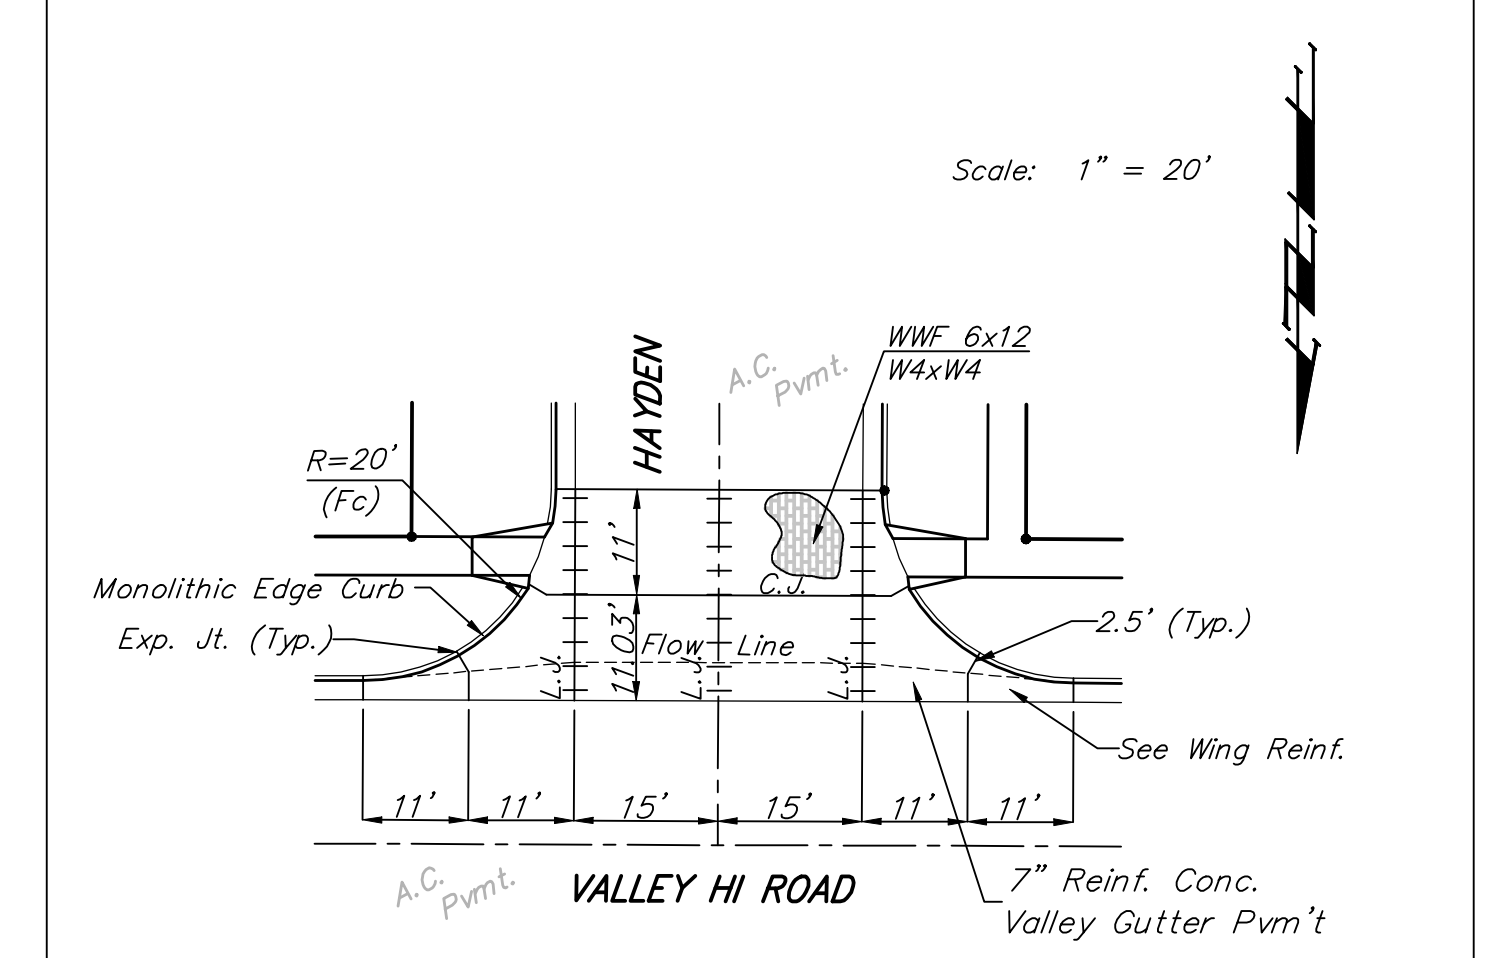 Scale: 1" = 20'
WWF 6x12
W4xW4
HAYDEN
A.C.
Pvmt.
R=20'
(Fc)
11'
C.J.
Monolithic Edge Curb
Exp. Jt. (Typ.)
11.03'
Flow Line
2.5' (Typ.)
L.J.
L.J.
L.J.
See Wing Reinf.
11' 11' 15' 15' 11' 11'
A.C.
Pvmt.
VALLEY HI ROAD
7" Reinf. Conc.
Valley Gutter Pvm't